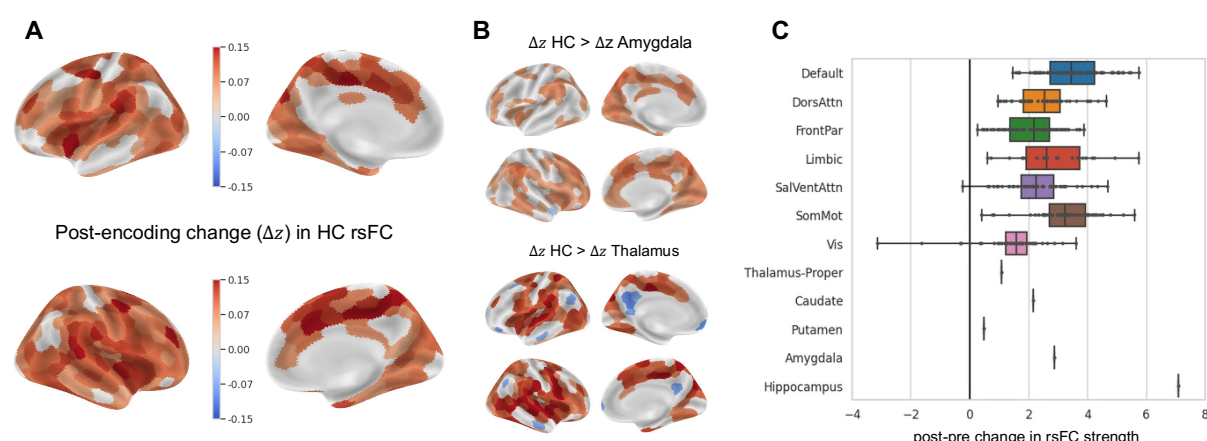 A
B
C
0.15
0.07
0.00
-0.07
-0.15
Post-encoding change (Δz) in HC rsFC
0.15
0.07
0.00
-0.07
-0.15
Δz HC > Δz Amygdala
Δz HC > Δz Thalamus
Default
DorsAttn
FrontPar
Limbic
SalVentAttn
SomMot
Vis
Thalamus-Proper
Caudate
Putamen
Amygdala
Hippocampus
−4 −2 0 2 4 6 8
post-pre change in rsFC strength